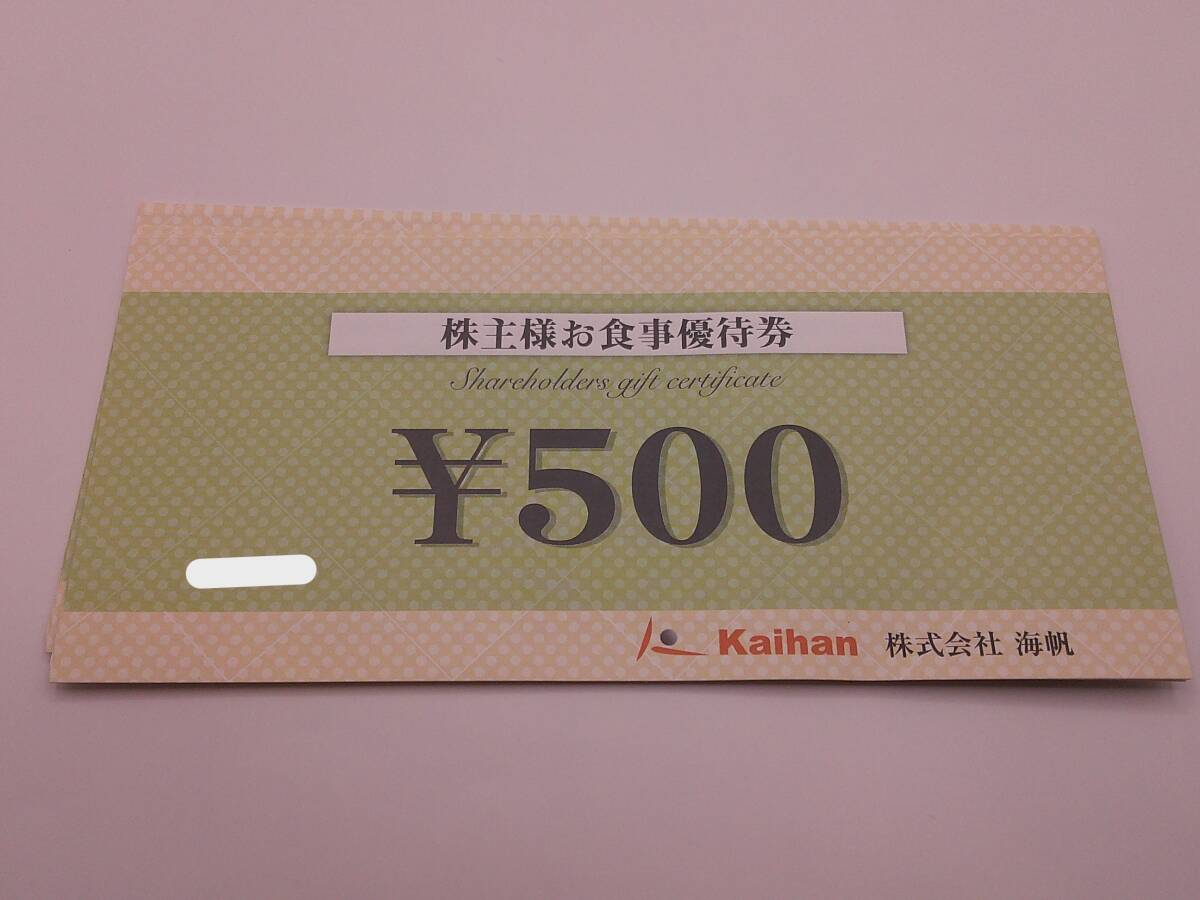 株主様お食事優待券
Shareholders gift certificate
¥500
Kaihan 株式会社 海帆